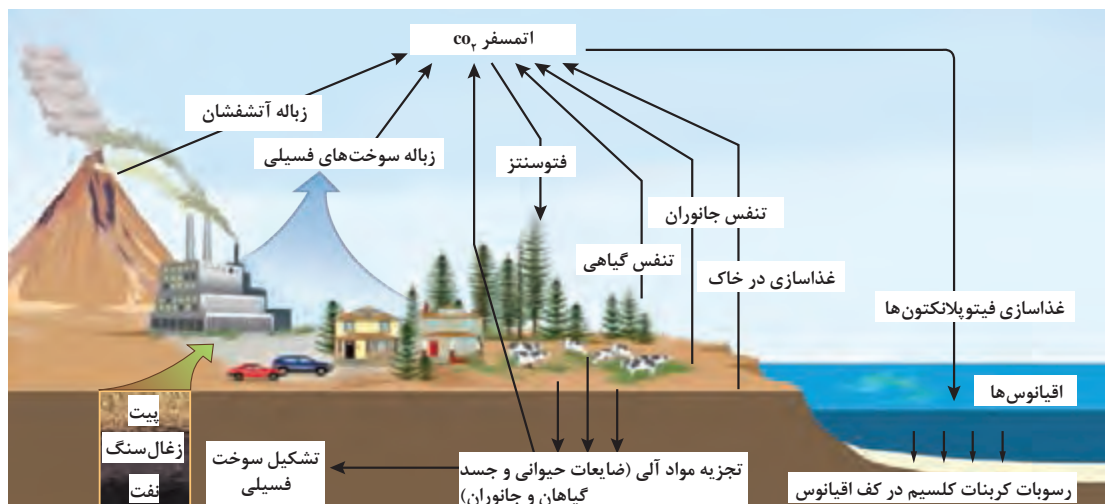 اتمسفر co۲
زباله آتشفشان
زباله سوخت‌های فسیلی
فتوسنتز
تنفس جانوران
تنفس گیاهی
غذاسازی در خاک
غذاسازی فیتوپلانکتون‌ها
اقیانوس‌ها
پیت
زغال‌سنگ
نفت
تشکیل سوخت
فسیلی
تجزیه مواد آلی (ضایعات حیوانی و جسد
گیاهان و جانوران)
رسوبات کربنات کلسیم در کف اقیانوس